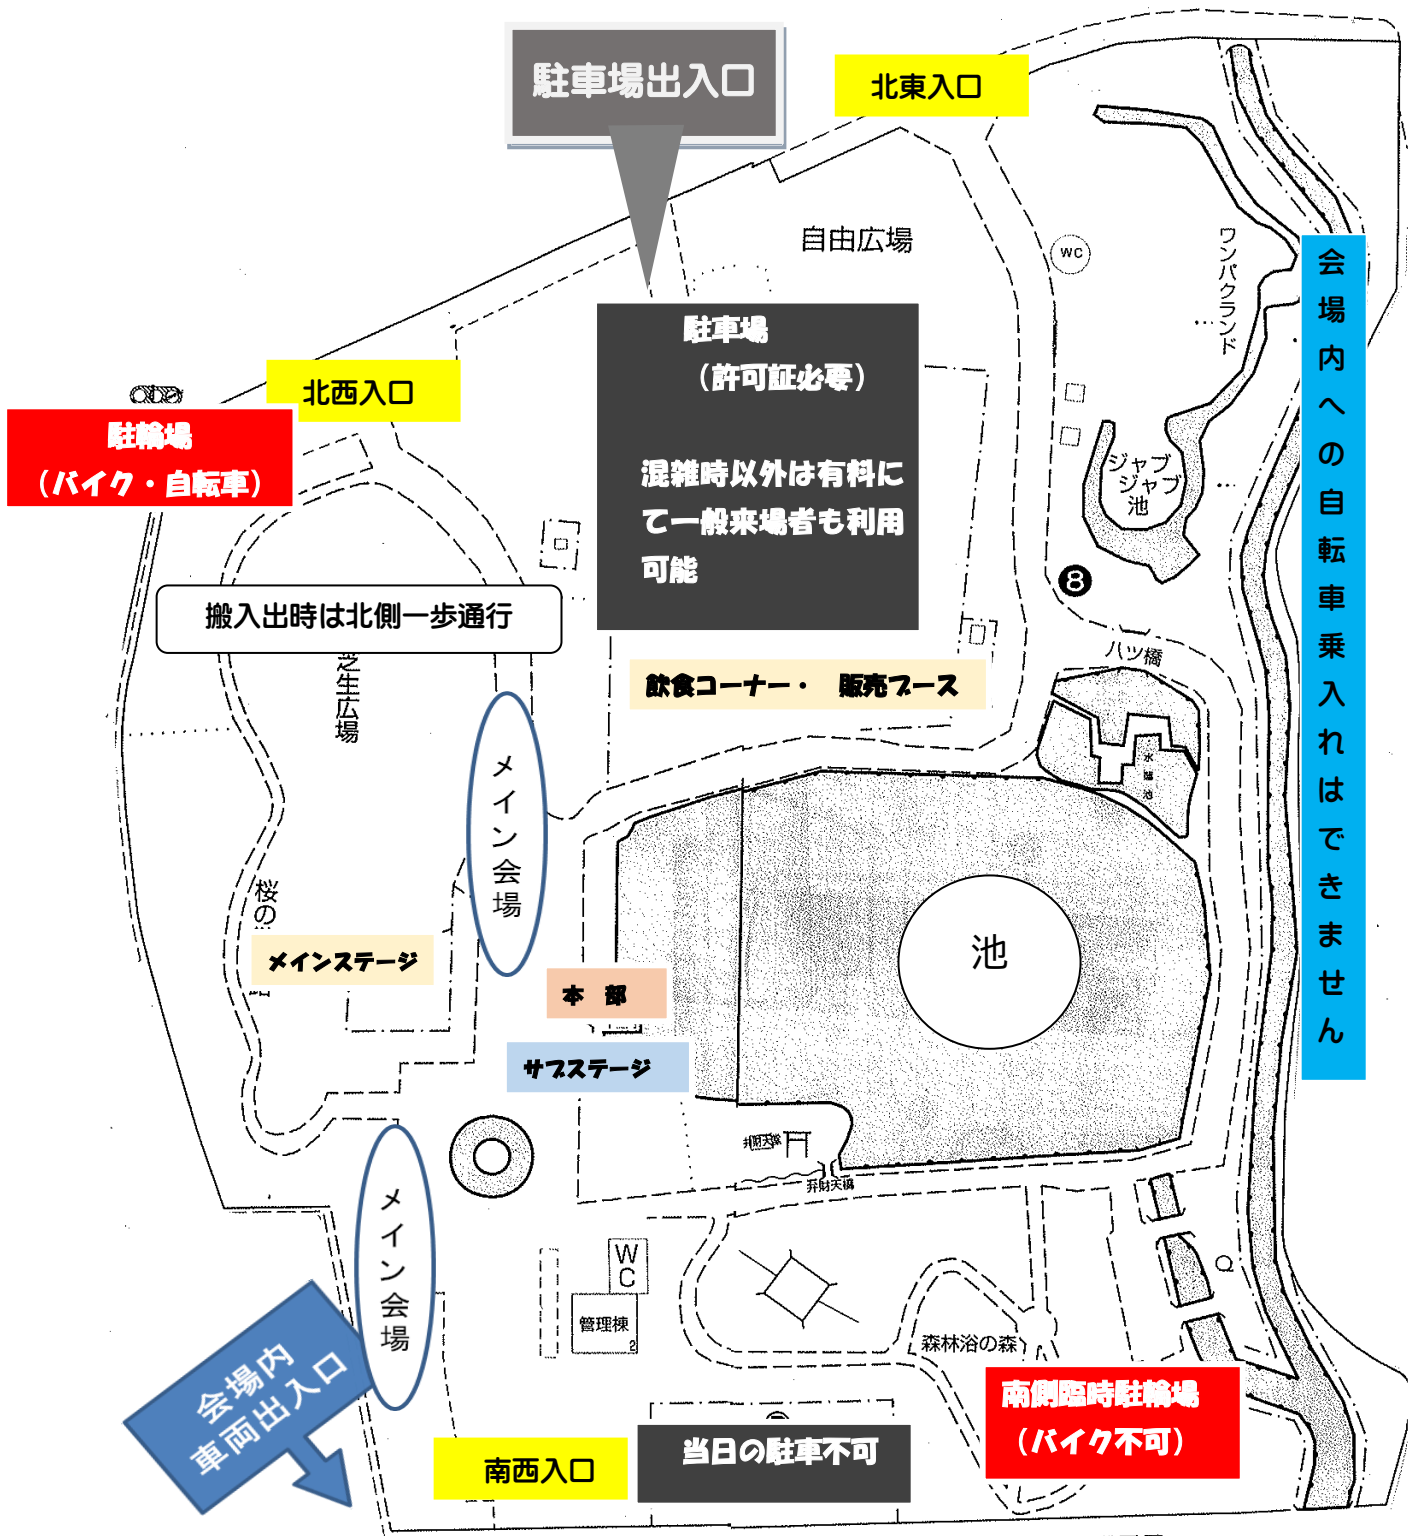 駐車場出入口
北東入口
自由広場
WC
ワンパクランド
会場内への自転車乗入れはできません
駐車場
（許可証必要）
混雑時以外は有料に
て一般来場者も利用
可能
北西入口
駐輪場
（バイク・自転車）
ジャブ
ジャブ
池
8
搬入出時は北側一歩通行
芝生広場
八ツ橋
飲食コーナー・　販売ブース
メイン会場
桜の
メインステージ
池
本　部
サブステージ
弁財天橋
メイン会場
WC
管理棟
2
森林浴の森
会場内
車両出入口
南側臨時駐輪場
（バイク不可）
南西入口
当日の駐車不可